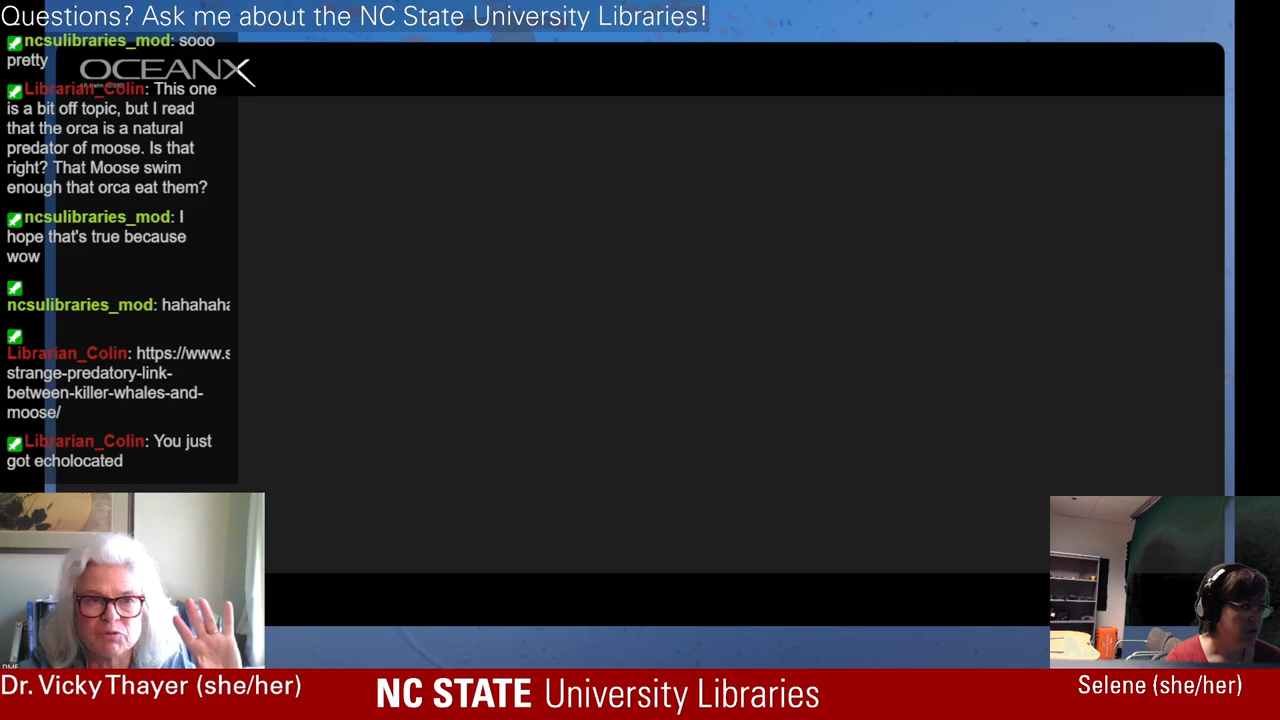 Questions? Ask me about the NC State University Libraries!
ncsulibraries_mod: sooo
pretty
OCEANX
Librarian_Colin: This one
is a bit off topic, but I read
that the orca is a natural
predator of moose. Is that
right? That Moose swim
enough that orca eat them?
ncsulibraries_mod: I
hope that's true because
wow
ncsulibraries_mod: hahahaha
Librarian_Colin: https://www.s
strange-predatory-link-
between-killer-whales-and-
moose/
Librarian_Colin: You just
got echolocated
Dr. Vicky Thayer (she/her)
NC STATE University Libraries
Selene (she/her)